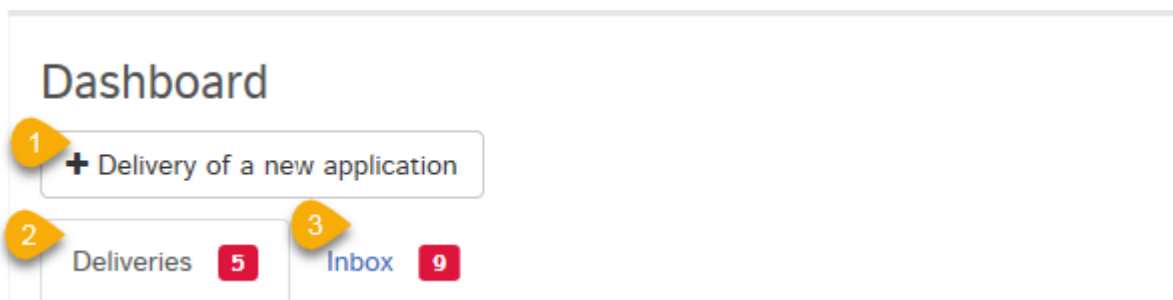 Dashboard
1
+ Delivery of a new application
2 3
Deliveries 5 Inbox 9